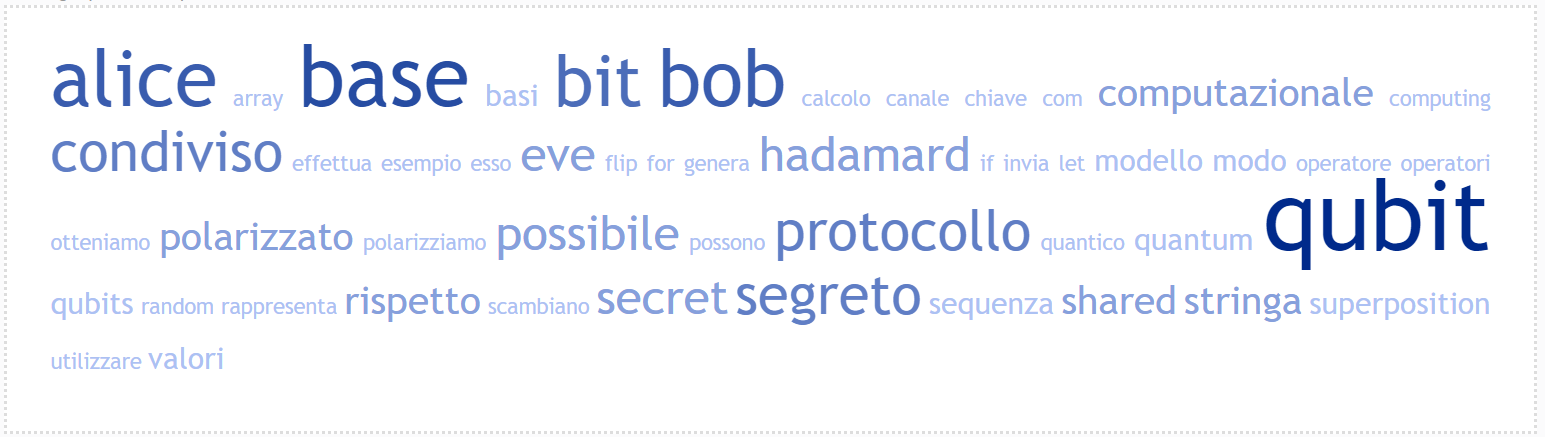 alice array base basi bit bob calcolo canale chiave com computazionale computing
condiviso effettua esempio esso eve flip for genera hadamard if invia let modello modo operatore operatori
otteniamo polarizzato polarizziamo possibile possono protocollo quantico quantum qubit
qubits random rappresenta rispetto scambiano secret segreto sequenza shared stringa superposition
utilizzare valori